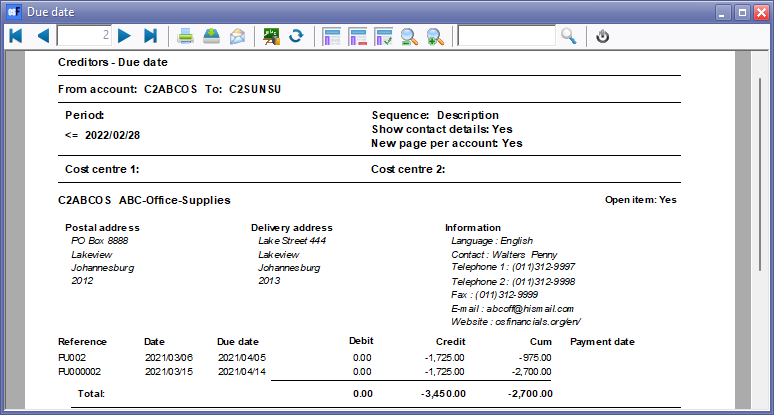 Due date
2
Creditors - Due date
From account: C2ABCOS To: C2SUNSU
Period: Sequence: Description
<= 2022/02/28 Show contact details: Yes
New page per account: Yes
Cost centre 1: Cost centre 2:
C2ABCOS ABC-Office-Supplies Open item: Yes
Postal address Delivery address Information
PO Box 8888 Lake Street 444 Language : English
Lakeview Lakeview Contact : Walters Penny
Johannesburg Johannesburg Telephone 1 : (011)312-9997
2012 2013 Telephone 2 : (011)312-9998
Fax : (011)312-9999
E-mail : abcoff@hismail.com
Website : osfinancials.org/en/
Reference Date Due date Debit Credit Cum Payment date
PU002 2021/03/06 2021/04/05 0.00 -1,725.00 -975.00
PU000002 2021/03/15 2021/04/14 0.00 -1,725.00 -2,700.00
Total: 0.00 -3,450.00 -2,700.00